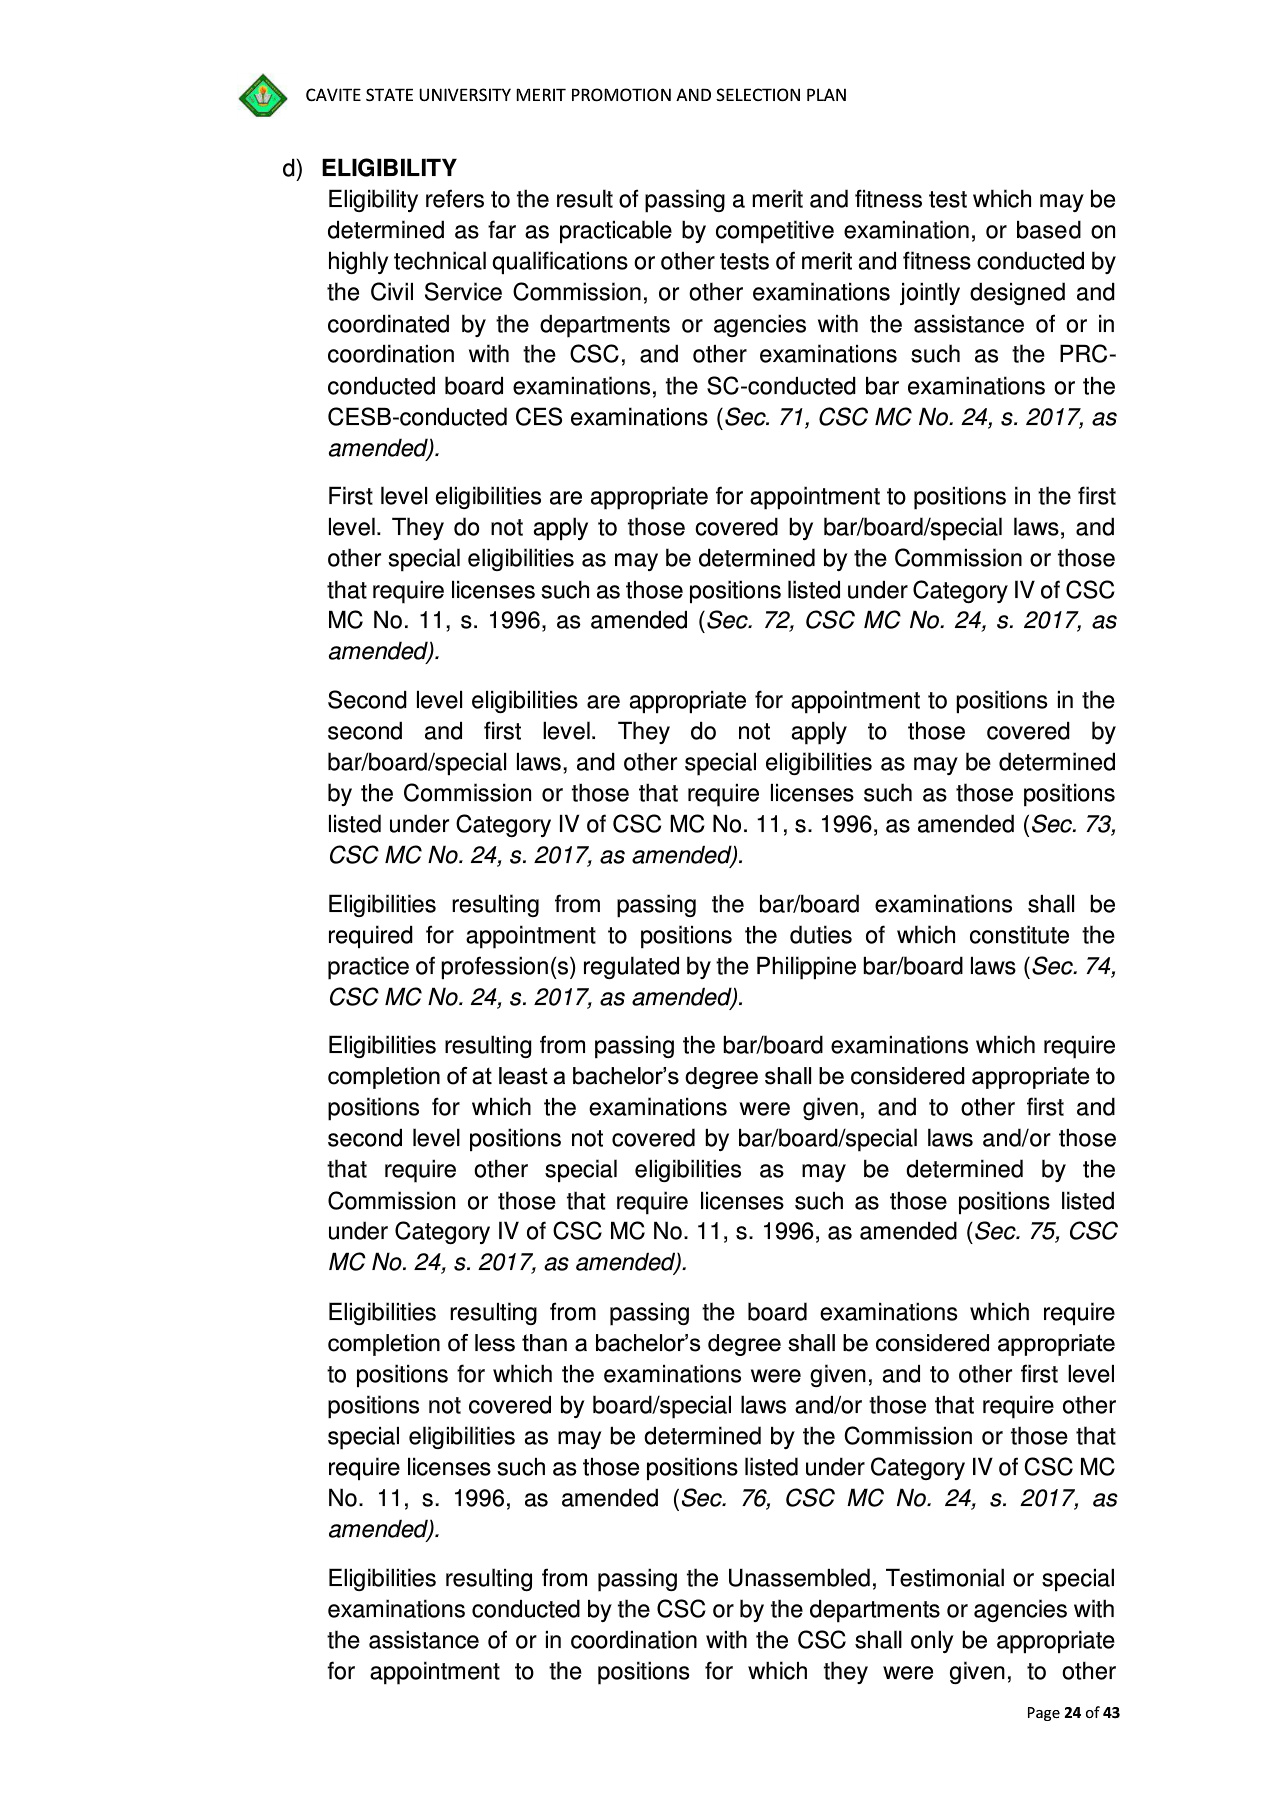 CAVITE STATE UNIVERSITY MERIT PROMOTION AND SELECTION PLAN
d) ELIGIBILITY
Eligibility refers to the result of passing a merit and fitness test which may be
determined as far as practicable by competitive examination, or based on
highly technical qualifications or other tests of merit and fitness conducted by
the Civil Service Commission, or other examinations jointly designed and
coordinated by the departments or agencies with the assistance of or in
coordination with the CSC, and other examinations such as the PRC-
conducted board examinations, the SC-conducted bar examinations or the
CESB-conducted CES examinations (Sec. 71, CSC MC No. 24, s. 2017, as
amended).
First level eligibilities are appropriate for appointment to positions in the first
level. They do not apply to those covered by bar/board/special laws, and
other special eligibilities as may be determined by the Commission or those
that require licenses such as those positions listed under Category IV of CSC
MC No. 11, s. 1996, as amended (Sec. 72, CSC MC No. 24, s. 2017, as
amended).
Second level eligibilities are appropriate for appointment to positions in the
second and first level. They do not apply to those covered by
bar/board/special laws, and other special eligibilities as may be determined
by the Commission or those that require licenses such as those positions
listed under Category IV of CSC MC No. 11, s. 1996, as amended (Sec. 73,
CSC MC No. 24, s. 2017, as amended).
Eligibilities resulting from passing the bar/board examinations shall be
required for appointment to positions the duties of which constitute the
practice of profession(s) regulated by the Philippine bar/board laws (Sec. 74,
CSC MC No. 24, s. 2017, as amended).
Eligibilities resulting from passing the bar/board examinations which require
completion of at least a bachelor’s degree shall be considered appropriate to
positions for which the examinations were given, and to other first and
second level positions not covered by bar/board/special laws and/or those
that require other special eligibilities as may be determined by the
Commission or those that require licenses such as those positions listed
under Category IV of CSC MC No. 11, s. 1996, as amended (Sec. 75, CSC
MC No. 24, s. 2017, as amended).
Eligibilities resulting from passing the board examinations which require
completion of less than a bachelor’s degree shall be considered appropriate
to positions for which the examinations were given, and to other first level
positions not covered by board/special laws and/or those that require other
special eligibilities as may be determined by the Commission or those that
require licenses such as those positions listed under Category IV of CSC MC
No. 11, s. 1996, as amended (Sec. 76, CSC MC No. 24, s. 2017, as
amended).
Eligibilities resulting from passing the Unassembled, Testimonial or special
examinations conducted by the CSC or by the departments or agencies with
the assistance of or in coordination with the CSC shall only be appropriate
for appointment to the positions for which they were given, to other
Page 24 of 43